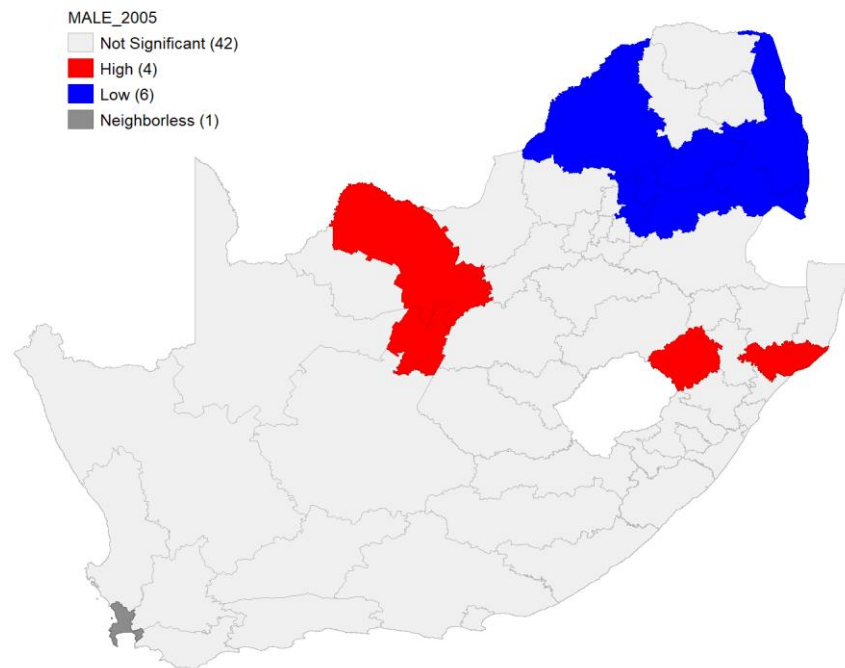 MALE_2005
Not Significant (42)
High (4)
Low (6)
Neighborless (1)